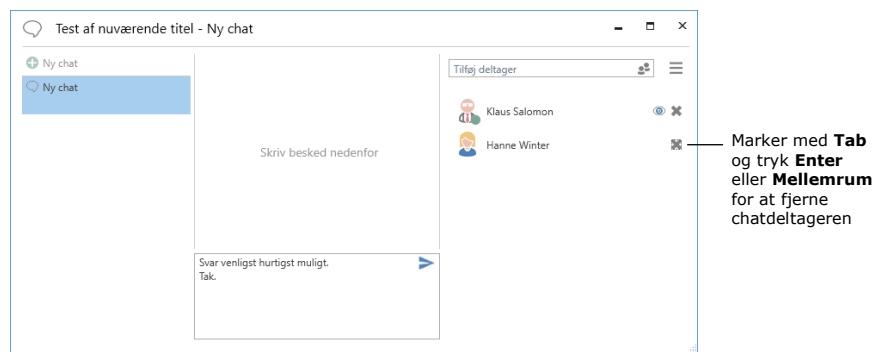 Test af nuværende titel - Ny chat
Ny chat
Ny chat
Skriv besked nedenfor
Svar venligst hurtigst muligt.
Tak.
Tilføj deltager
Klaus Salomon
Hanne Winter
Marker med Tab
og tryk Enter
eller Mellemrum
for at fjerne
chatdeltageren